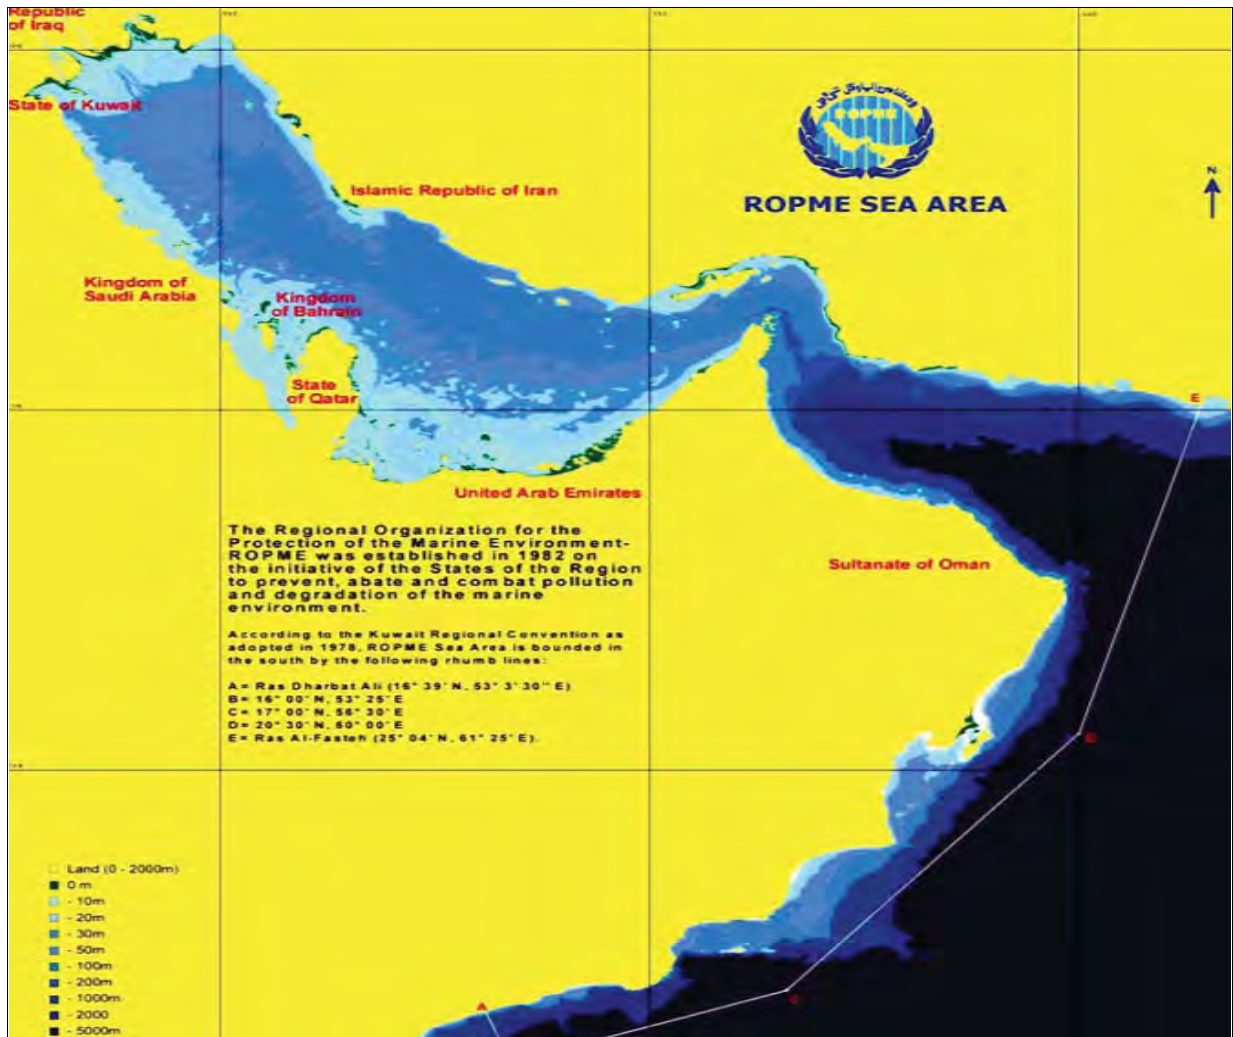 Republic
of Iraq
State of Kuwait
Islamic Republic of Iran
ROPME
ROPME SEA AREA
N
Kingdom of
Saudi Arabia
Kingdom
of Bahrain
State
of Qatar
E
United Arab Emirates
The Regional Organization for the
Protection of the Marine Environment-
ROPME was established in 1982 on
the initiative of the States of the Region
to prevent, abate and combat pollution
and degradation of the marine
environment.
Sultanate of Oman
According to the Kuwait Regional Convention as
adopted in 1978, ROPME Sea Area is bounded in
the south by the following rhumb lines:
A= Ras Dharbat Ali (16° 39' N, 53° 3' 30" E)
B= 16° 00' N, 53° 25' E
C= 17° 00' N, 56° 30' E
D= 20° 30' N, 60° 00' E
E= Ras Al-Fasteh (25° 04' N, 61° 25' E).
D
Land (0 - 2000m)
0 m
- 10m
- 20m
- 30m
- 50m
- 100m
- 200m
- 1000m
- 2000
- 5000m
A
C